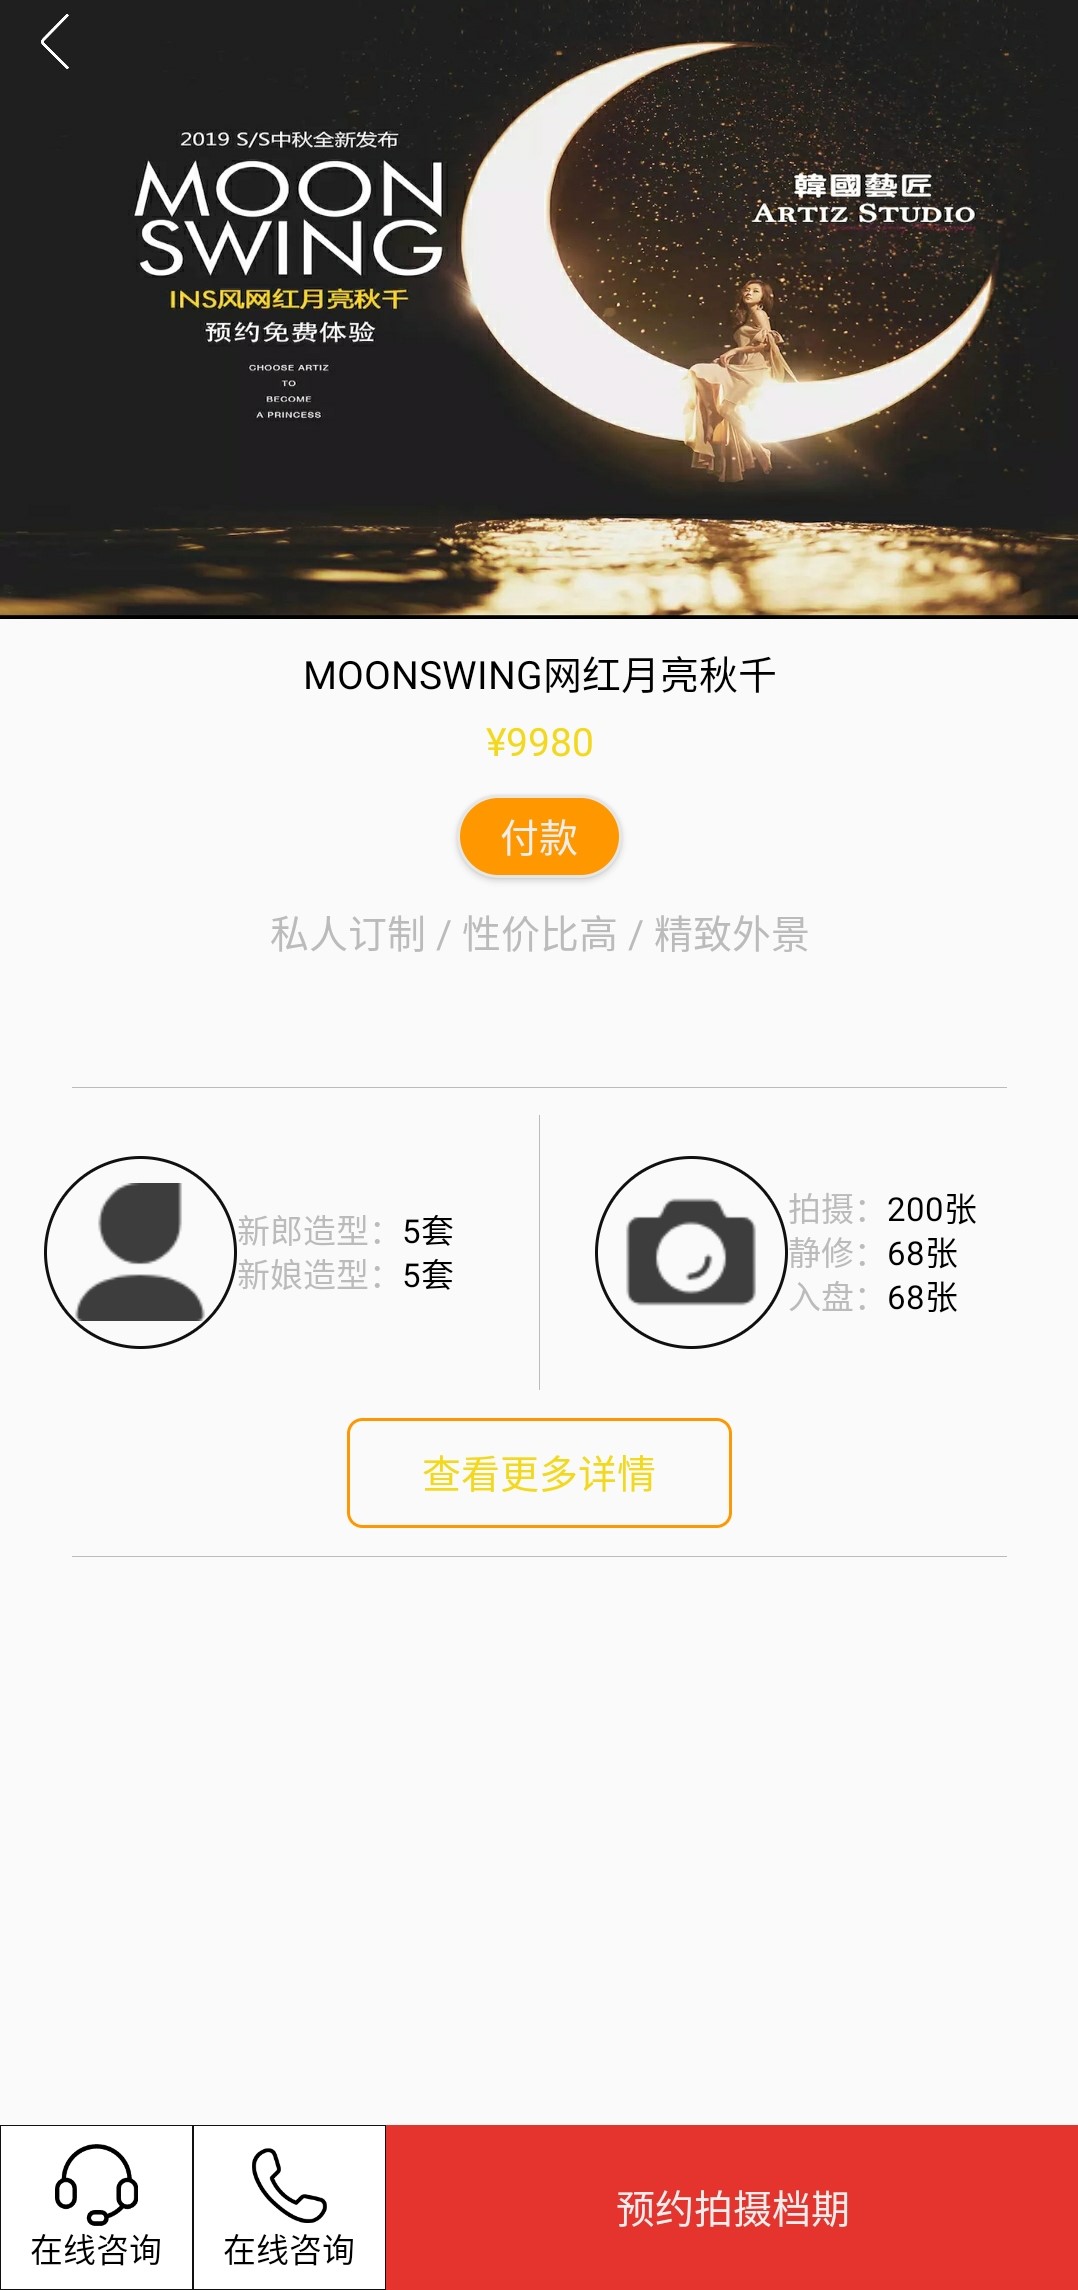 2019 S/S中秋全新发布
MOON
SWING
INS风网红月亮秋千
预约免费体验
CHOOSE ARTIZ
TO
BECOME
A PRINCESS
韓國藝匠
ARTIZ STUDIO
MOONSWING网红月亮秋千
¥9980
付款
私人订制 / 性价比高 / 精致外景
新郎造型：5套
新娘造型：5套
拍摄：200张
静修：68张
入盘：68张
查看更多详情
在线咨询
在线咨询
预约拍摄档期